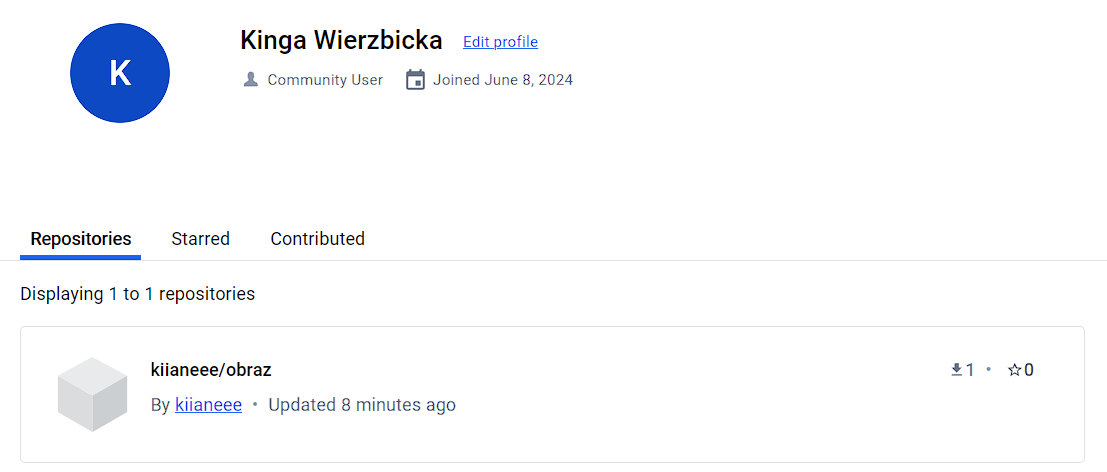 K
Kinga Wierzbicka Edit profile
Community User Joined June 8, 2024
Repositories Starred Contributed
Displaying 1 to 1 repositories
kiianeee/obraz 1 • 0
By kiianeee • Updated 8 minutes ago